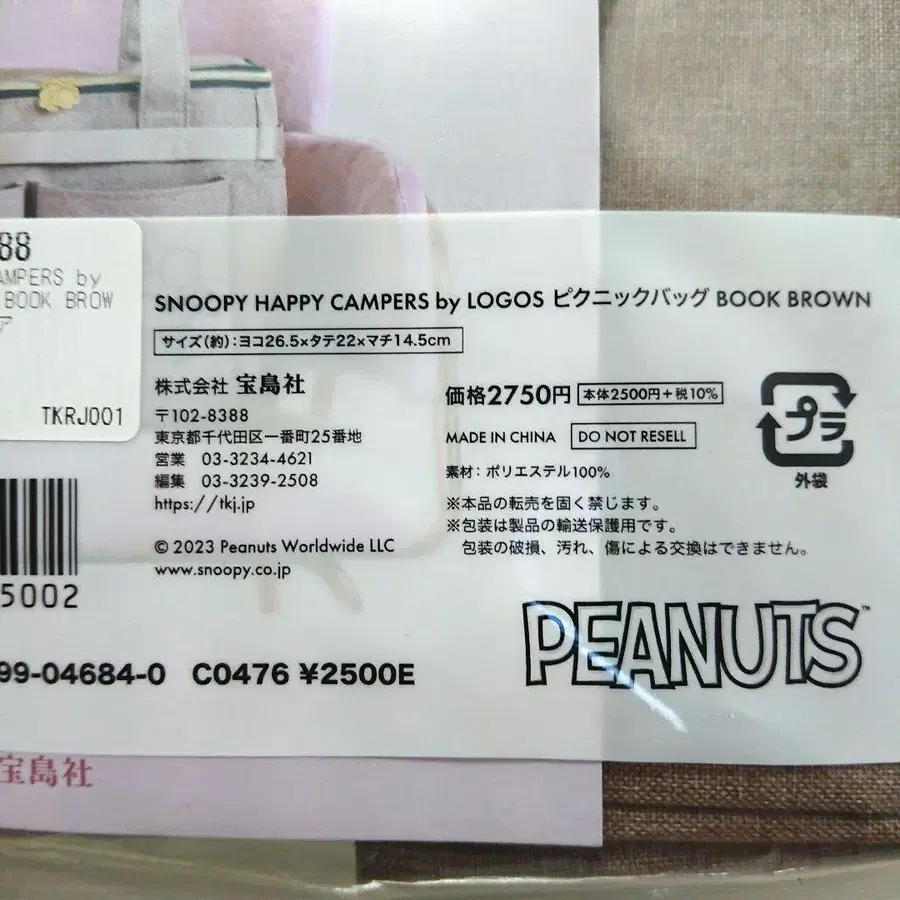 88
AMPERS by
BOOK BROW
ア
TKRJ001
SNOOPY HAPPY CAMPERS by LOGOS ピクニックバッグ BOOK BROWN
サイズ(約):ヨコ26.5×タテ22×マチ14.5cm
株式会社 宝島社
〒102-8388
東京都千代田区一番町25番地
営業 03-3234-4621
編集 03-3239-2508
https://tkj.jp
© 2023 Peanuts Worldwide LLC
www.snoopy.co.jp
価格2750円 本体2500円+税10%
MADE IN CHINA DO NOT RESELL
素材:ポリエステル100%
※本品の転売を固く禁じます。
※包装は製品の輸送保護用です。
包装の破損、汚れ、傷による交換はできません。
プラ
外袋
5002
99-04684-0 C0476 ¥2500E
PEANUTS™
宝島社